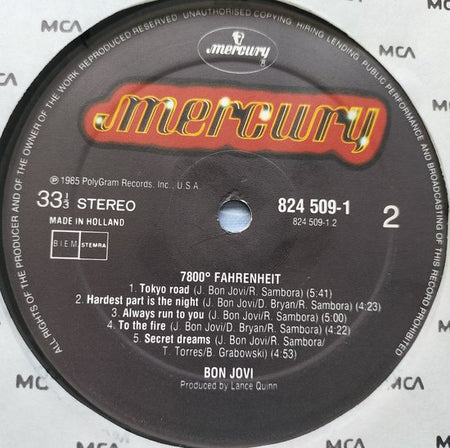 MCA
ALL RIGHTS OF THE PRODUCER AND OF THE OWNER OF THE WORK REPRODUCED RESERVED UNAUTHORISED COPYING, HIRING LENDING, PUBLIC PERFORMANCE AND BROADCASTING OF THIS RECORD PROHIBITED
mercury
mercury
℗ 1985 PolyGram Records, Inc., U.S.A.
33⅓ STEREO
824 509-1
2
MADE IN HOLLAND
824 509-1.2
BIEM STEMRA
7800° FAHRENHEIT
1. Tokyo road (J. Bon Jovi/R. Sambora) (5:41)
2. Hardest part is the night (J. Bon Jovi/D. Bryan/R. Sambora) (4:23)
3. Always run to you (J. Bon Jovi/R. Sambora) (5:00)
4. To the fire (J. Bon Jovi/D. Bryan/R. Sambora) (4:22)
5. Secret dreams (J. Bon Jovi/R. Sambora/
T. Torres/B. Grabowski) (4:53)
BON JOVI
Produced by Lance Quinn
MCA
MCA
MCA